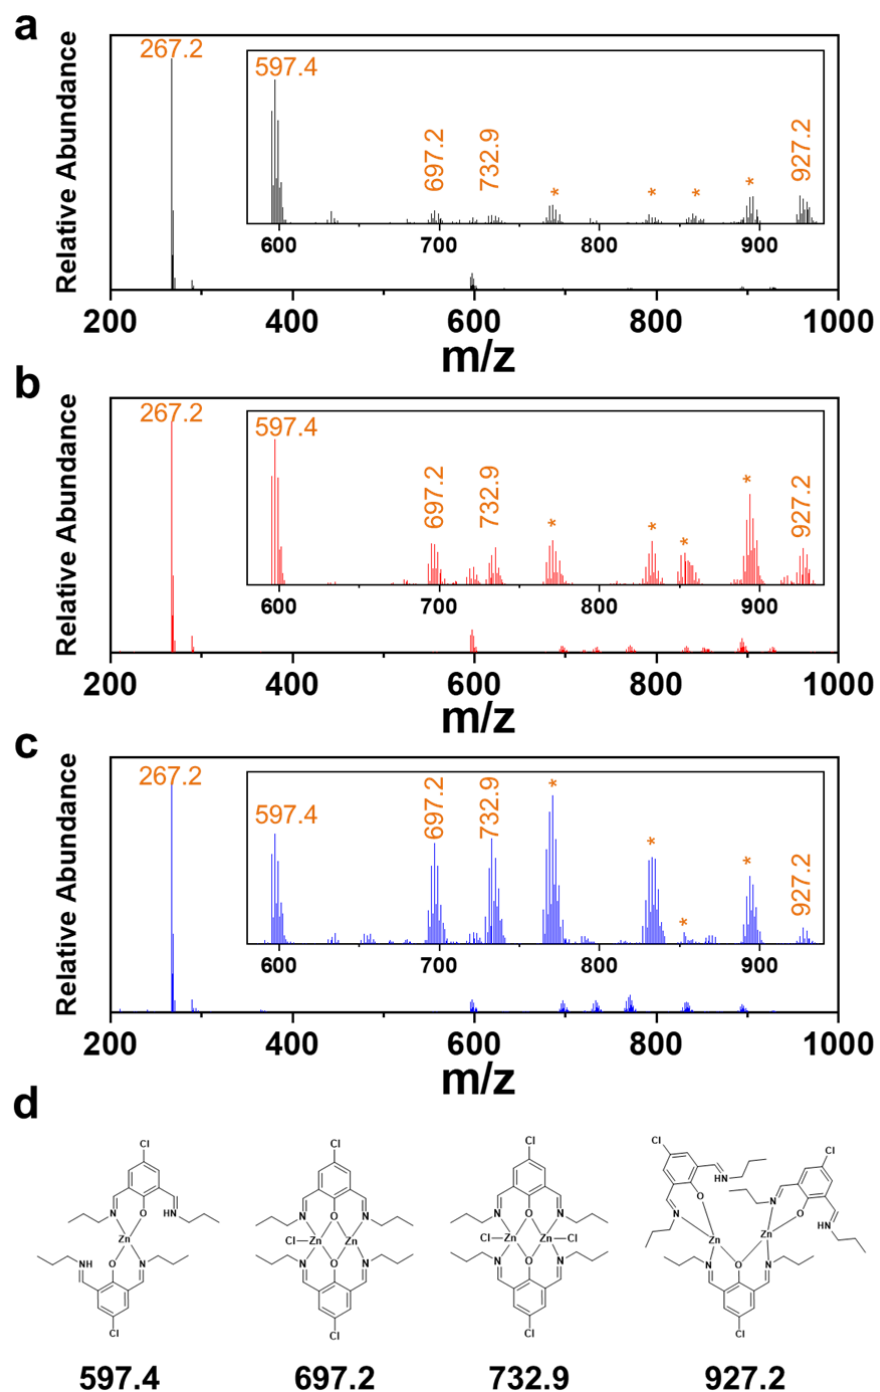 a
Relative Abundance
267.2
597.4
697.2
732.9
*
*
*
*
927.2
600
700
800
900
200
400
600
800
1000
m/z
b
Relative Abundance
267.2
597.4
697.2
732.9
*
*
*
*
927.2
600
700
800
900
200
400
600
800
1000
m/z
c
Relative Abundance
267.2
597.4
697.2
732.9
*
*
*
*
927.2
600
700
800
900
200
400
600
800
1000
m/z
d
Cl
N
O
HN
Zn
NH
O
N
Cl
Cl
N
O
N
Cl
Zn
Zn
N
O
N
Cl
Cl
N
O
N
Cl
Zn
Zn
Cl
N
O
N
Cl
Cl
HN
O
N
Cl
N
O
HN
Zn
Zn
N
O
N
Cl
597.4
697.2
732.9
927.2